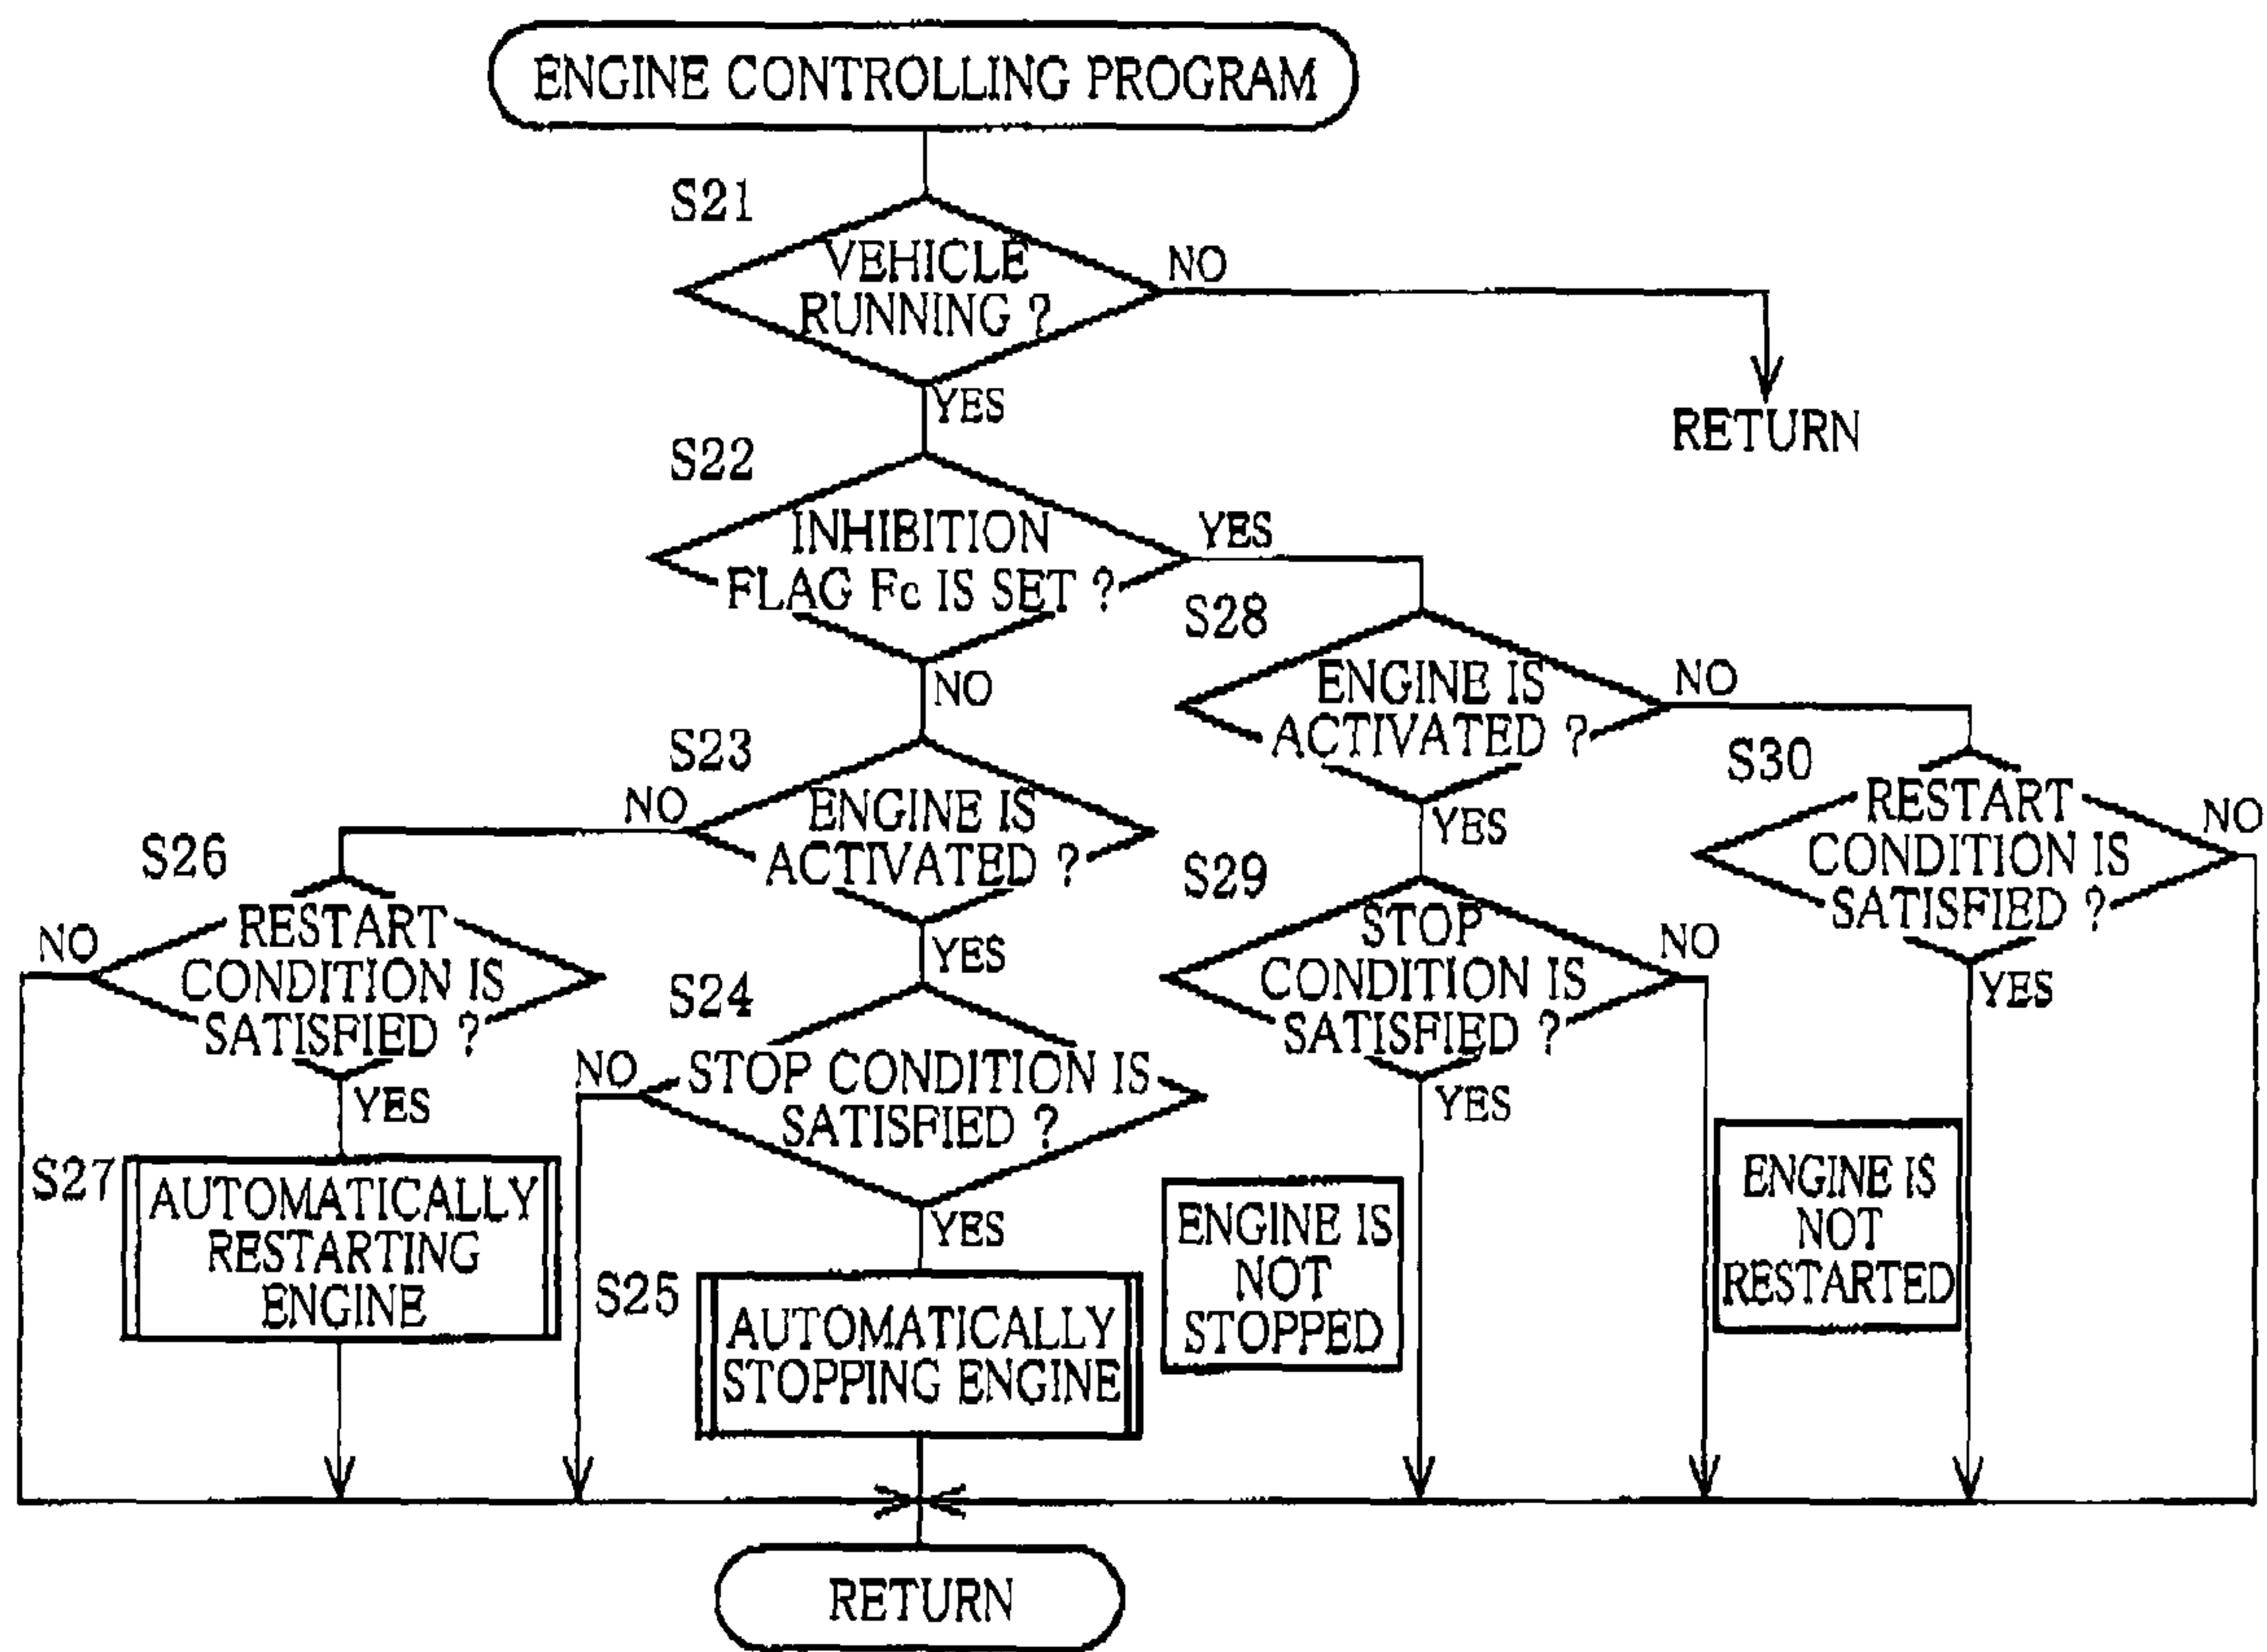 ENGINE CONTROLLING PROGRAM
S21
VEHICLE
RUNNING ?
NO
YES
RETURN
S22
INHIBITION
FLAG Fc IS SET ?
YES
NO
S28
ENGINE IS
ACTIVATED ?
NO
YES
S23
ENGINE IS
ACTIVATED ?
NO
YES
S30
RESTART
CONDITION IS
SATISFIED ?
NO
YES
S26
RESTART
CONDITION IS
SATISFIED ?
NO
YES
S29
STOP
CONDITION IS
SATISFIED ?
NO
YES
S24
STOP CONDITION IS
SATISFIED ?
NO
YES
S27
AUTOMATICALLY
RESTARTING
ENGINE
S25
AUTOMATICALLY
STOPPING ENGINE
ENGINE IS
NOT
STOPPED
ENGINE IS
NOT
RESTARTED
RETURN